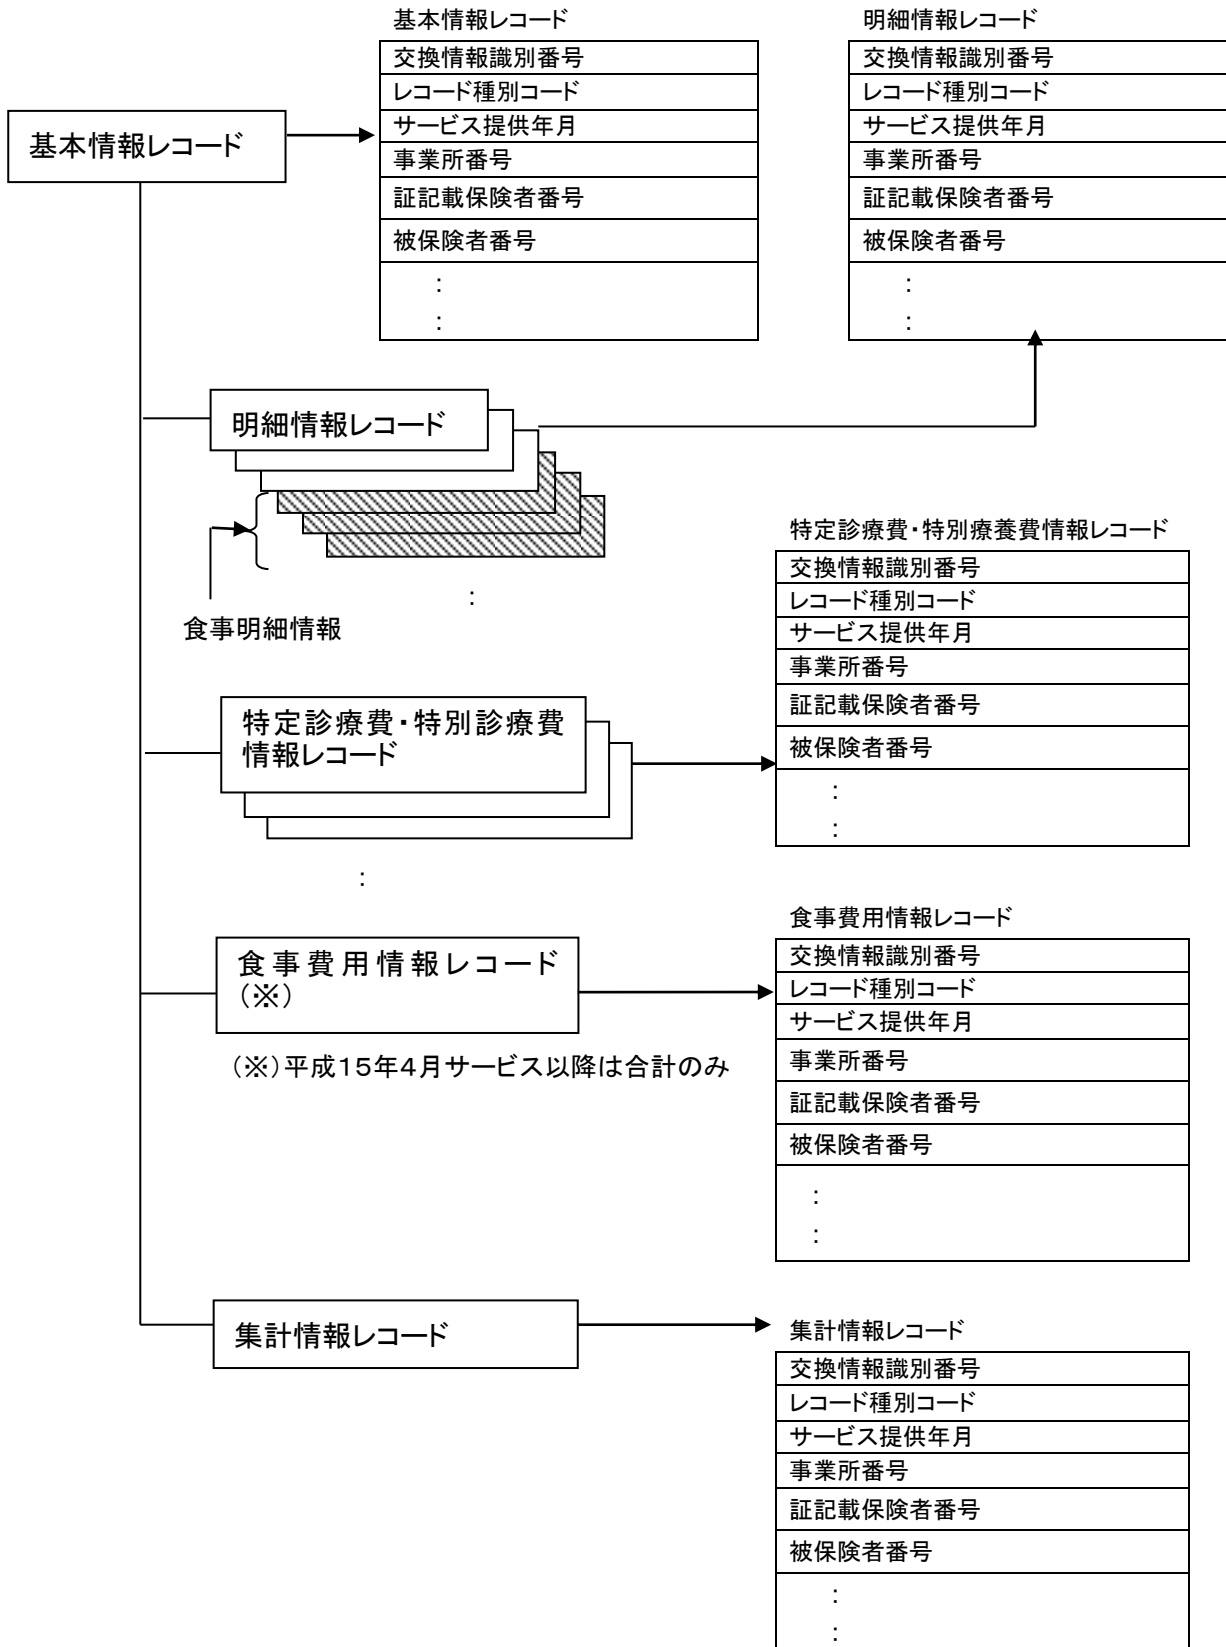 基本情報レコード
交換情報識別番号
レコード種別コード
サービス提供年月
事業所番号
証記載保険者番号
被保険者番号
:
:
明細情報レコード
交換情報識別番号
レコード種別コード
サービス提供年月
事業所番号
証記載保険者番号
被保険者番号
:
:
基本情報レコード
明細情報レコード
:
食事明細情報
特定診療費・特別療養費情報レコード
交換情報識別番号
レコード種別コード
サービス提供年月
事業所番号
証記載保険者番号
被保険者番号
:
:
特定診療費・特別診療費
情報レコード
:
食事費用情報レコード
(※)
(※)平成15年4月サービス以降は合計のみ
食事費用情報レコード
交換情報識別番号
レコード種別コード
サービス提供年月
事業所番号
証記載保険者番号
被保険者番号
:
:
集計情報レコード
集計情報レコード
交換情報識別番号
レコード種別コード
サービス提供年月
事業所番号
証記載保険者番号
被保険者番号
:
: